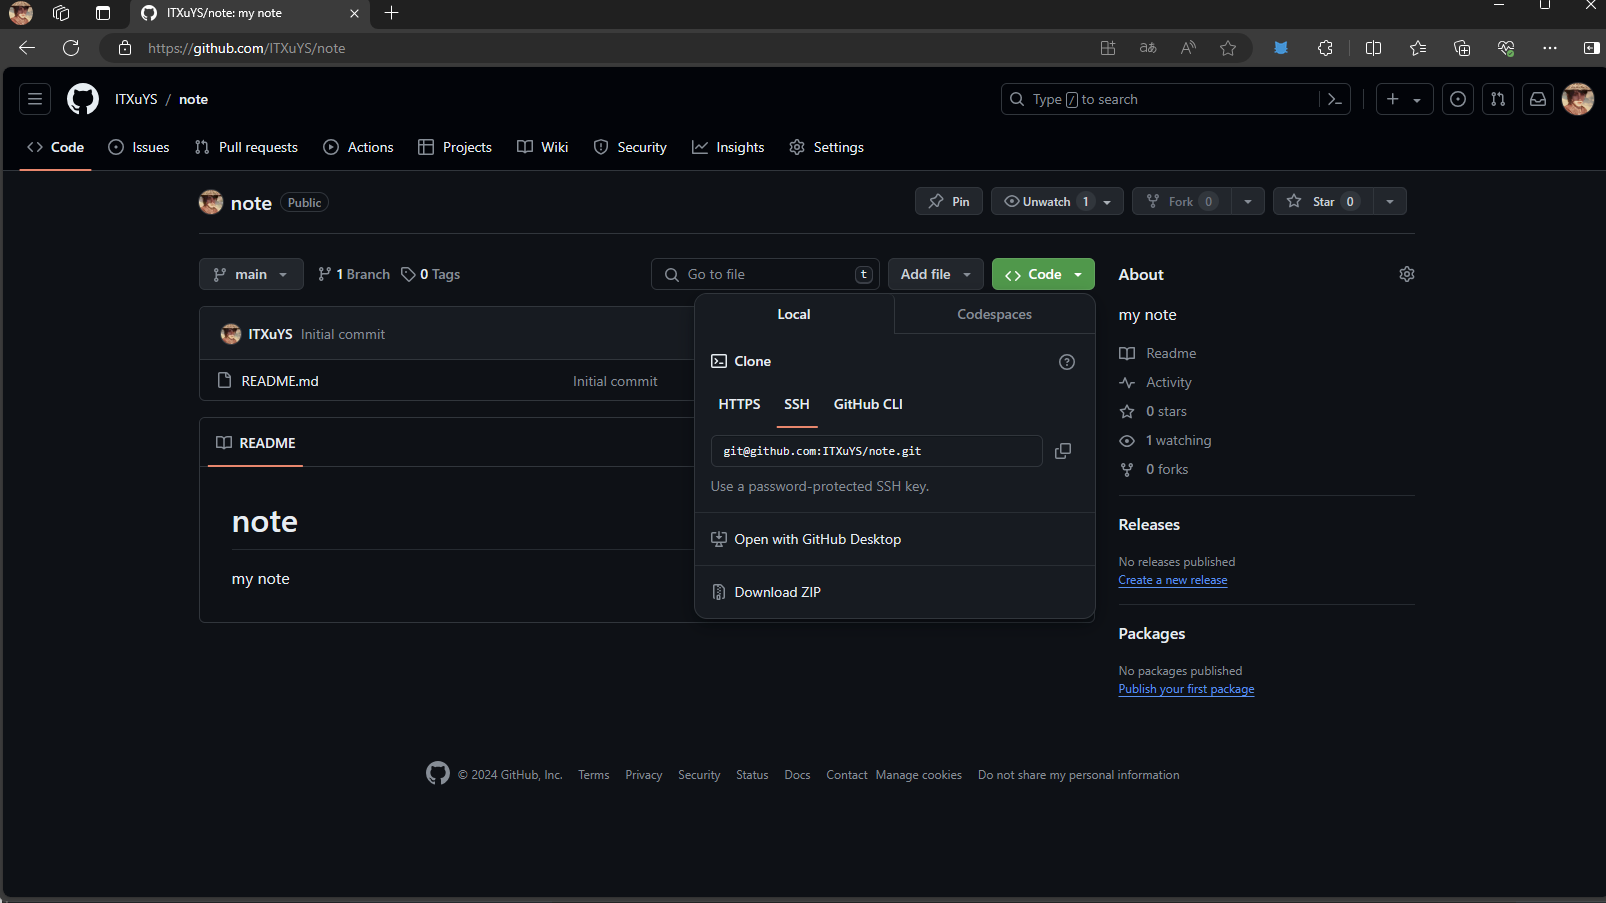 ITXuYS/note: my note
https://github.com/ITXuYS/note
ITXuYS / note
Type / to search
Code Issues Pull requests Actions Projects Wiki Security Insights Settings
note Public
Pin Unwatch 1 Fork 0 Star 0
main 1 Branch 0 Tags
Go to file t Add file Code
ITXuYS Initial commit
README.md Initial commit
README
note
my note
Local Codespaces
Clone
HTTPS SSH GitHub CLI
git@github.com:ITXuYS/note.git
Use a password-protected SSH key.
Open with GitHub Desktop
Download ZIP
About
my note
Readme
Activity
0 stars
1 watching
0 forks
Releases
No releases published
Create a new release
Packages
No packages published
Publish your first package
© 2024 GitHub, Inc. Terms Privacy Security Status Docs Contact Manage cookies Do not share my personal information